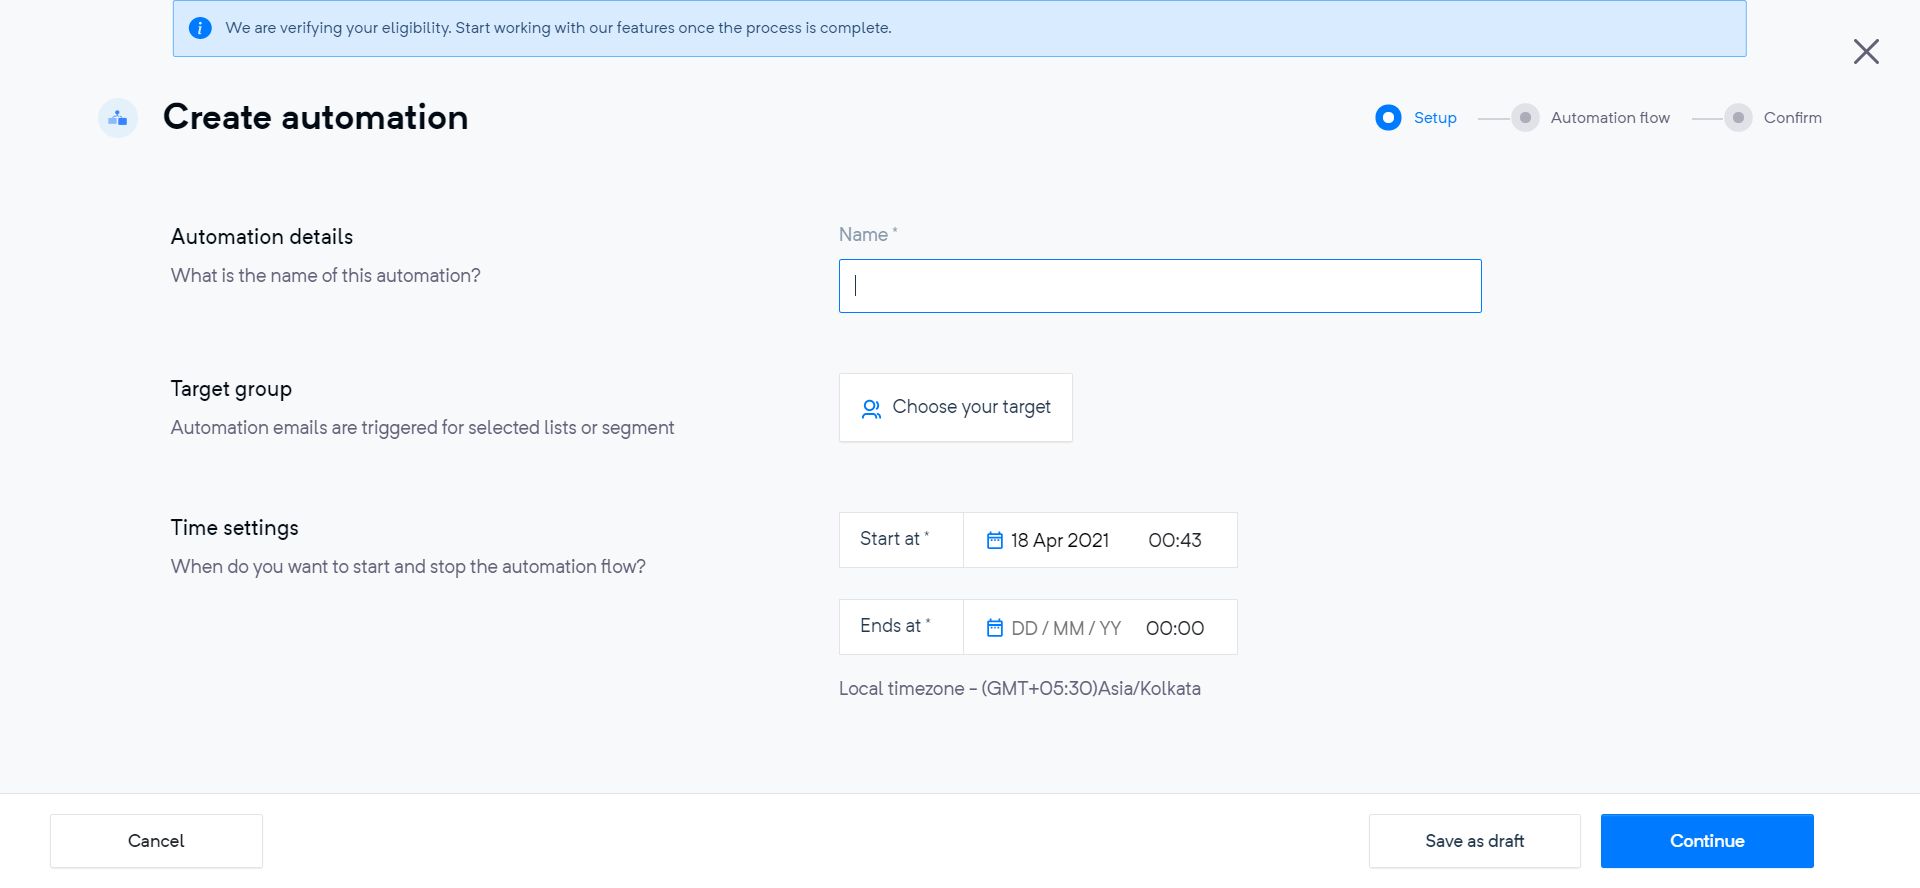 We are verifying your eligibility. Start working with our features once the process is complete.
Create automation
Setup
Automation flow
Confirm
Automation details
What is the name of this automation?
Name *
Target group
Automation emails are triggered for selected lists or segment
Choose your target
Time settings
When do you want to start and stop the automation flow?
Start at * 18 Apr 2021 00:43
Ends at * DD / MM / YY 00:00
Local timezone - (GMT+05:30)Asia/Kolkata
Cancel
Save as draft
Continue